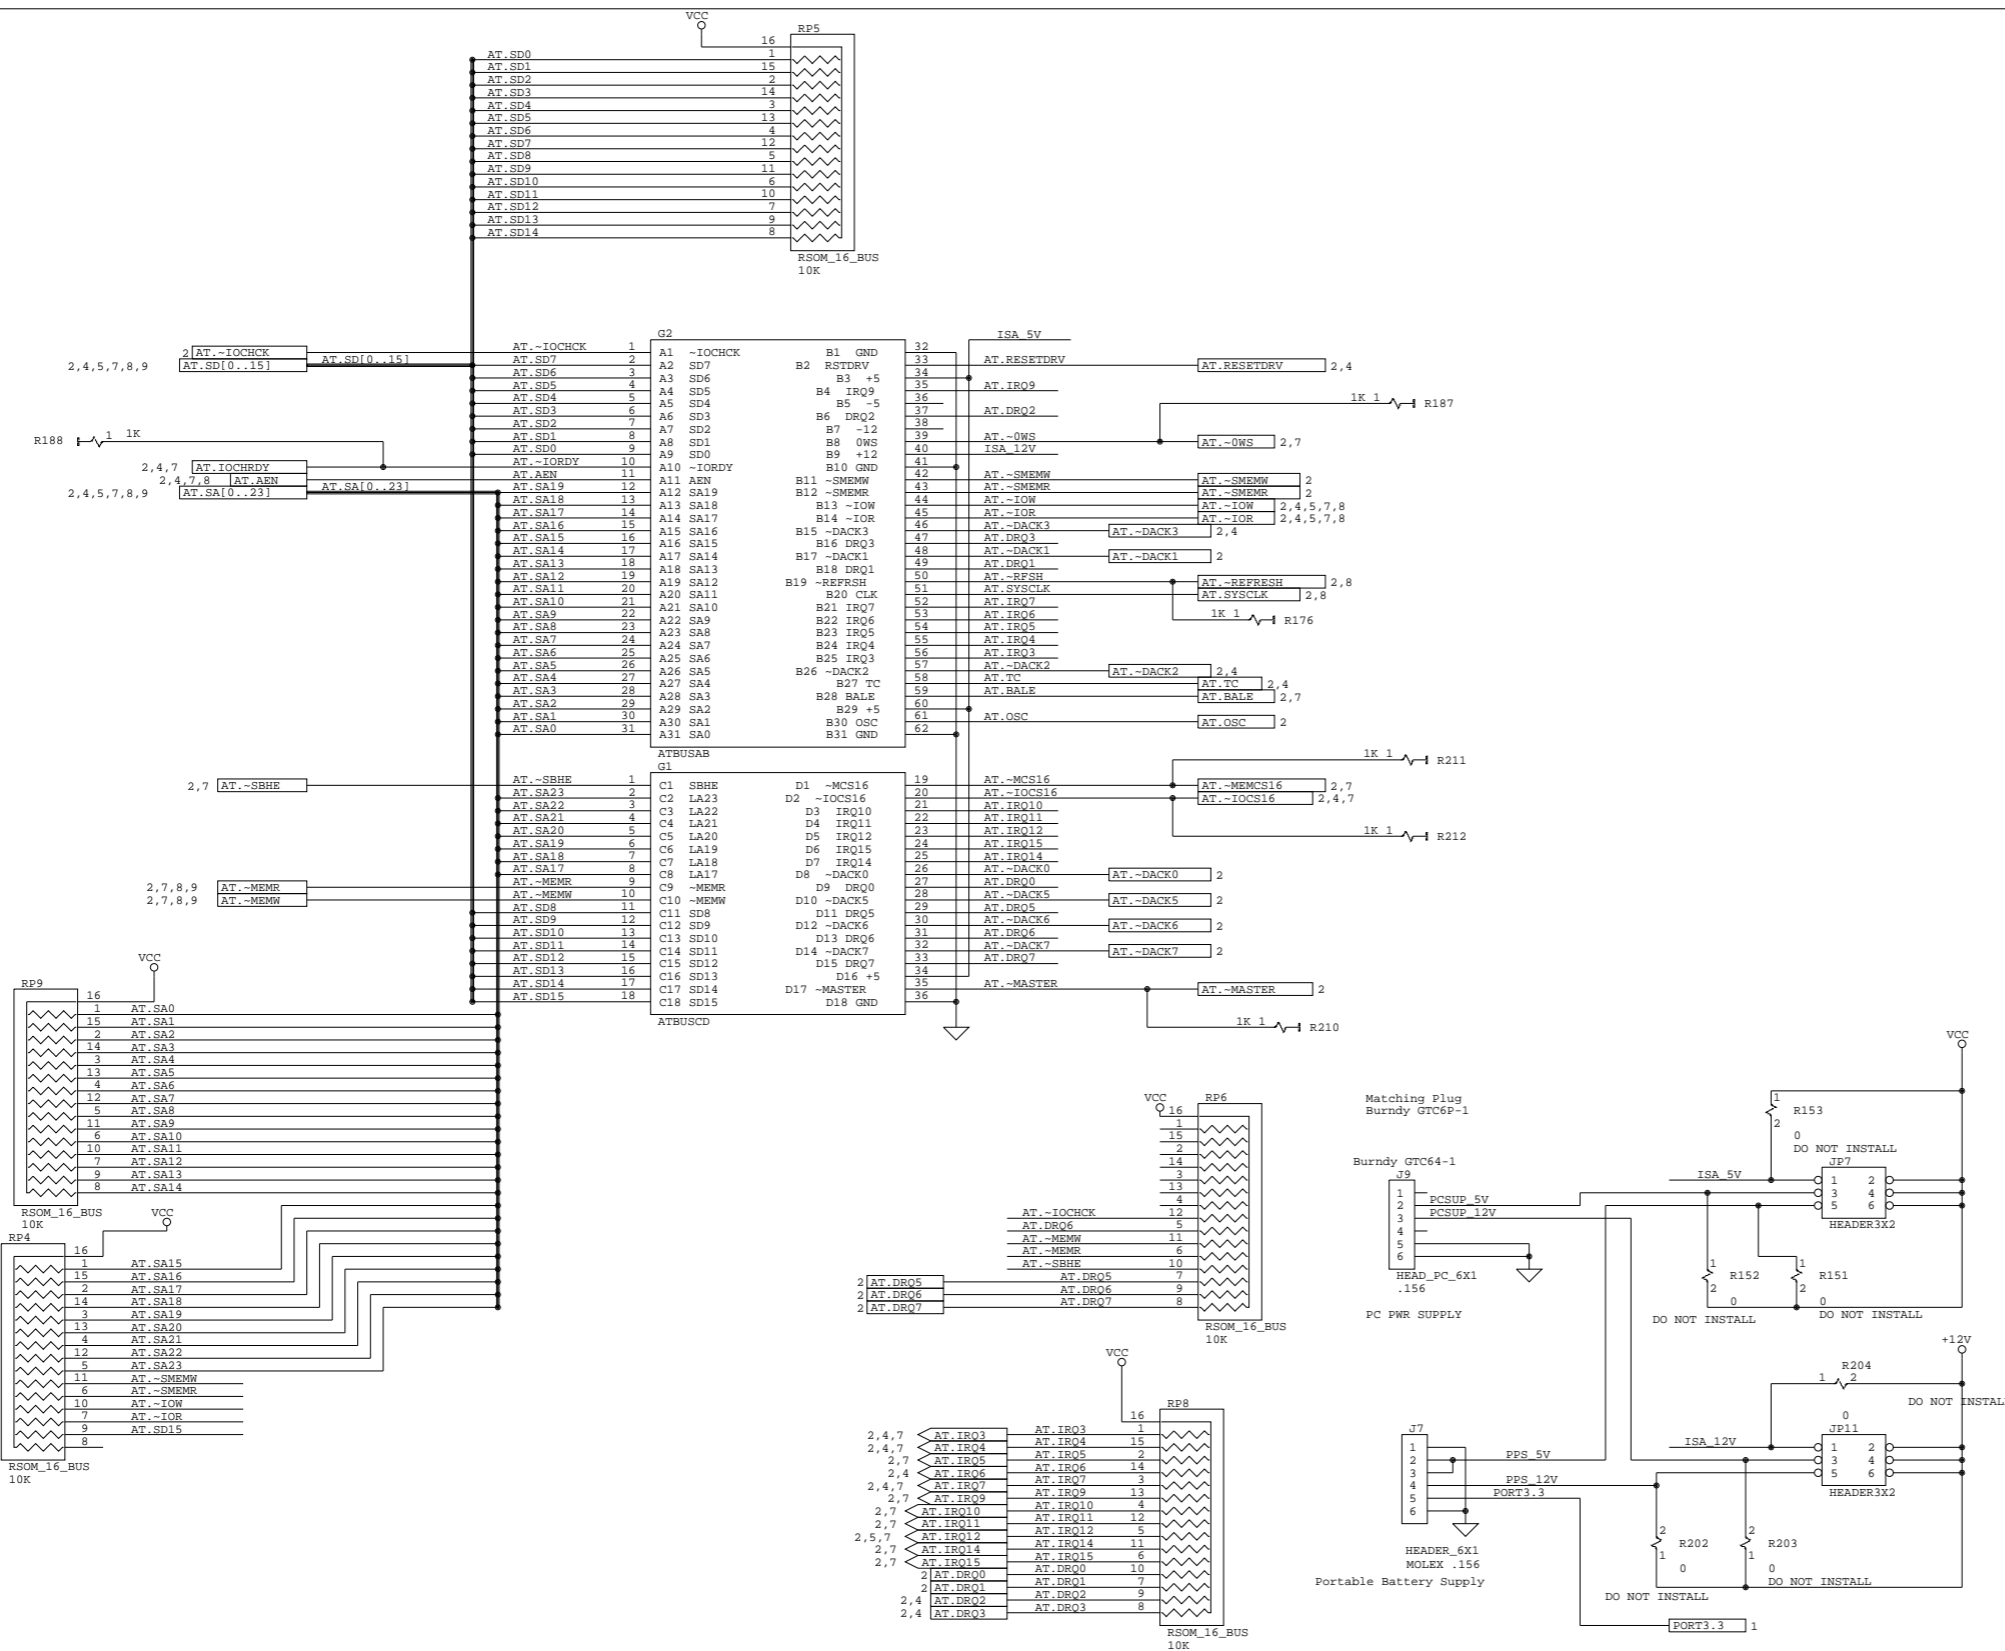 VCC
RP5
16
AT.SD0 1
AT.SD1 15
AT.SD2 2
AT.SD3 14
AT.SD4 3
AT.SD5 13
AT.SD6 4
AT.SD7 12
AT.SD8 5
AT.SD9 11
AT.SD10 6
AT.SD11 10
AT.SD12 7
AT.SD13 9
AT.SD14 8
RSOM_16_BUS
10K
G2
ISA_5V
2 AT.~IOCHCK AT.~IOCHCK 1 A1 ~IOCHCK B1 GND 32
2,4,5,7,8,9 AT.SD[0..15] AT.SD[0..15] AT.SD7 2 A2 SD7 B2 RSTDRV 33 AT.RESETDRV AT.RESETDRV 2,4
AT.SD6 3 A3 SD6 B3 +5 34
AT.SD5 4 A4 SD5 B4 IRQ9 35 AT.IRQ9
AT.SD4 5 A5 SD4 B5 -5 36
1K 1 R187
AT.SD3 6 A6 SD3 B6 DRQ2 37 AT.DRQ2
AT.SD2 7 A7 SD2 B7 -12 38
R188 1 1K AT.SD1 8 A8 SD1 B8 0WS 39 AT.~0WS AT.~0WS 2,7
AT.SD0 9 A9 SD0 B9 +12 40 ISA_12V
2,4,7 AT.IOCHRDY AT.~IORDY 10 A10 ~IORDY B10 GND 41
2,4,7,8 AT.AEN AT.AEN 11 A11 AEN B11 ~SMEMW 42 AT.~SMEMW AT.~SMEMW 2
2,4,5,7,8,9 AT.SA[0..23] AT.SA[0..23] AT.SA19 12 A12 SA19 B12 ~SMEMR 43 AT.~SMEMR AT.~SMEMR 2
AT.SA18 13 A13 SA18 B13 ~IOW 44 AT.~IOW AT.~IOW 2,4,5,7,8
AT.SA17 14 A14 SA17 B14 ~IOR 45 AT.~IOR AT.~IOR 2,4,5,7,8
AT.SA16 15 A15 SA16 B15 ~DACK3 46 AT.~DACK3 AT.~DACK3 2,4
AT.SA15 16 A16 SA15 B16 DRQ3 47 AT.DRQ3
AT.SA14 17 A17 SA14 B17 ~DACK1 48 AT.~DACK1 AT.~DACK1 2
AT.SA13 18 A18 SA13 B18 DRQ1 49 AT.DRQ1
AT.SA12 19 A19 SA12 B19 ~REFRSH 50 AT.~RFSH AT.~REFRESH 2,8
AT.SA11 20 A20 SA11 B20 CLK 51 AT.SYSCLK AT.SYSCLK 2,8
AT.SA10 21 A21 SA10 B21 IRQ7 52 AT.IRQ7
AT.SA9 22 A22 SA9 B22 IRQ6 53 AT.IRQ6 1K 1 R176
AT.SA8 23 A23 SA8 B23 IRQ5 54 AT.IRQ5
AT.SA7 24 A24 SA7 B24 IRQ4 55 AT.IRQ4
AT.SA6 25 A25 SA6 B25 IRQ3 56 AT.IRQ3
AT.SA5 26 A26 SA5 B26 ~DACK2 57 AT.~DACK2 AT.~DACK2 2,4
AT.SA4 27 A27 SA4 B27 TC 58 AT.TC AT.TC 2,4
AT.SA3 28 A28 SA3 B28 BALE 59 AT.BALE AT.BALE 2,7
AT.SA2 29 A29 SA2 B29 +5 60
AT.SA1 30 A30 SA1 B30 OSC 61 AT.OSC AT.OSC 2
AT.SA0 31 A31 SA0 B31 GND 62
ATBUSAB
G1
1K 1 R211
2,7 AT.~SBHE AT.~SBHE 1 C1 SBHE D1 ~MCS16 19 AT.~MCS16 AT.~MEMCS16 2,7
AT.SA23 2 C2 LA23 D2 ~IOCS16 20 AT.~IOCS16 AT.~IOCS16 2,4,7
AT.SA22 3 C3 LA22 D3 IRQ10 21 AT.IRQ10
AT.SA21 4 C4 LA21 D4 IRQ11 22 AT.IRQ11
AT.SA20 5 C5 LA20 D5 IRQ12 23 AT.IRQ12 1K 1 R212
AT.SA19 6 C6 LA19 D6 IRQ15 24 AT.IRQ15
AT.SA18 7 C7 LA18 D7 IRQ14 25 AT.IRQ14
AT.SA17 8 C8 LA17 D8 ~DACK0 26 AT.~DACK0 AT.~DACK0 2
2,7,8,9 AT.~MEMR AT.~MEMR 9 C9 ~MEMR D9 DRQ0 27 AT.DRQ0
2,7,8,9 AT.~MEMW AT.~MEMW 10 C10 ~MEMW D10 ~DACK5 28 AT.~DACK5 AT.~DACK5 2
AT.SD8 11 C11 SD8 D11 DRQ5 29 AT.DRQ5
AT.SD9 12 C12 SD9 D12 ~DACK6 30 AT.~DACK6 AT.~DACK6 2
AT.SD10 13 C13 SD10 D13 DRQ6 31 AT.DRQ6
AT.SD11 14 C14 SD11 D14 ~DACK7 32 AT.~DACK7 AT.~DACK7 2
AT.SD12 15 C15 SD12 D15 DRQ7 33 AT.DRQ7
AT.SD13 16 C16 SD13 D16 +5 34
AT.SD14 17 C17 SD14 D17 ~MASTER 35 AT.~MASTER AT.~MASTER 2
AT.SD15 18 C18 SD15 D18 GND 36
ATBUSCD
1K 1 R210
VCC
RP9
16
1 AT.SA0
15 AT.SA1
2 AT.SA2
14 AT.SA3
3 AT.SA4
13 AT.SA5
4 AT.SA6
12 AT.SA7
5 AT.SA8
11 AT.SA9
6 AT.SA10
10 AT.SA11
7 AT.SA12
9 AT.SA13
8 AT.SA14
RSOM_16_BUS
10K
VCC
RP4
16
1 AT.SA15
15 AT.SA16
2 AT.SA17
14 AT.SA18
3 AT.SA19
13 AT.SA20
4 AT.SA21
12 AT.SA22
5 AT.SA23
11 AT.~SMEMW
6 AT.~SMEMR
10 AT.~IOW
7 AT.~IOR
9 AT.SD15
8
RSOM_16_BUS
10K
VCC
RP6
16
1
15
2
14
3
13
4
AT.~IOCHCK 12
AT.DRQ6 5
AT.~MEMW 11
AT.~MEMR 6
AT.~SBHE 10
2 AT.DRQ5 AT.DRQ5 7
2 AT.DRQ6 AT.DRQ6 9
2 AT.DRQ7 AT.DRQ7 8
RSOM_16_BUS
10K
VCC
RP8
16
2,4,7 AT.IRQ3 AT.IRQ3 1
2,4,7 AT.IRQ4 AT.IRQ4 15
2,7 AT.IRQ5 AT.IRQ5 2
2,4 AT.IRQ6 AT.IRQ6 14
2,4,7 AT.IRQ7 AT.IRQ7 3
2,7 AT.IRQ9 AT.IRQ9 13
2,7 AT.IRQ10 AT.IRQ10 4
2,7 AT.IRQ11 AT.IRQ11 12
2,5,7 AT.IRQ12 AT.IRQ12 5
2,7 AT.IRQ14 AT.IRQ14 11
2,7 AT.IRQ15 AT.IRQ15 6
2 AT.DRQ0 AT.DRQ0 10
2 AT.DRQ1 AT.DRQ1 7
2,4 AT.DRQ2 AT.DRQ2 9
2,4 AT.DRQ3 AT.DRQ3 8
RSOM_16_BUS
10K
Matching Plug
Burndy GTC6P-1
Burndy GTC64-1
J9
1
2 PCSUP_5V
3 PCSUP_12V
4
5
6
HEAD_PC_6X1
.156
PC PWR SUPPLY
VCC
1
R153
2
0
DO NOT INSTALL
JP7
ISA_5V
1 2
3 4
5 6
HEADER3X2
1 R152 2
0
DO NOT INSTALL
1 R151 2
0
DO NOT INSTALL
+12V
R204
1 2
DO NOT INSTAL
0
JP11
ISA_12V
1 2
3 4
5 6
HEADER3X2
J7
1
2 PPS_5V
3
4 PPS_12V
5 PORT3.3
6
HEADER_6X1
MOLEX .156
Portable Battery Supply
2 R202 1
0
DO NOT INSTALL
2 R203 1
0
DO NOT INSTALL
PORT3.3 1